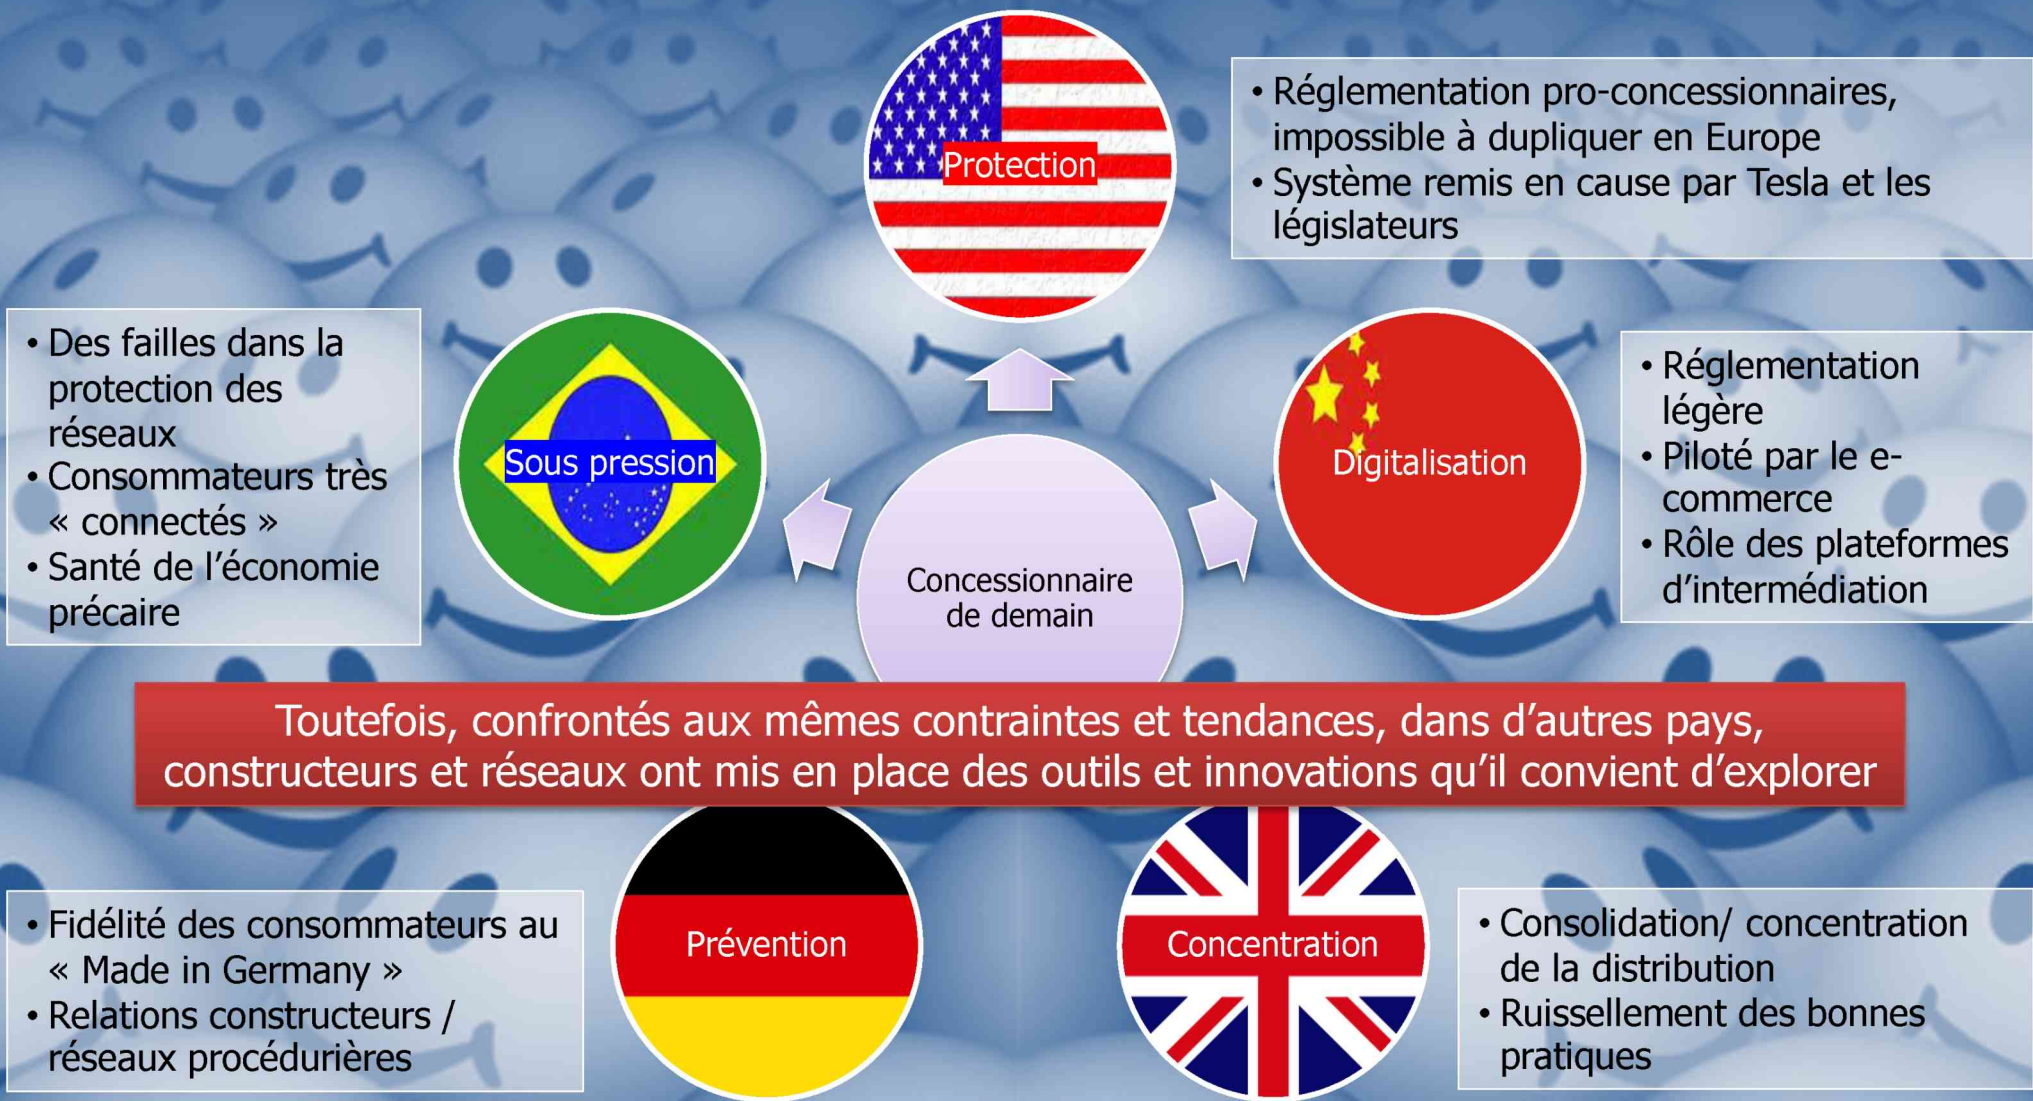 Protection
• Réglementation pro-concessionnaires,
impossible à dupliquer en Europe
• Système remis en cause par Tesla et les
législateurs
• Des failles dans la
protection des
réseaux
• Consommateurs très
« connectés »
• Santé de l’économie
précaire
Sous pression
Concessionnaire
de demain
Digitalisation
• Réglementation
légère
• Piloté par le e-
commerce
• Rôle des plateformes
d’intermédiation
Toutefois, confrontés aux mêmes contraintes et tendances, dans d’autres pays,
constructeurs et réseaux ont mis en place des outils et innovations qu’il convient d’explorer
• Fidélité des consommateurs au
« Made in Germany »
• Relations constructeurs /
réseaux procédurières
Prévention
Concentration
• Consolidation/ concentration
de la distribution
• Ruissellement des bonnes
pratiques